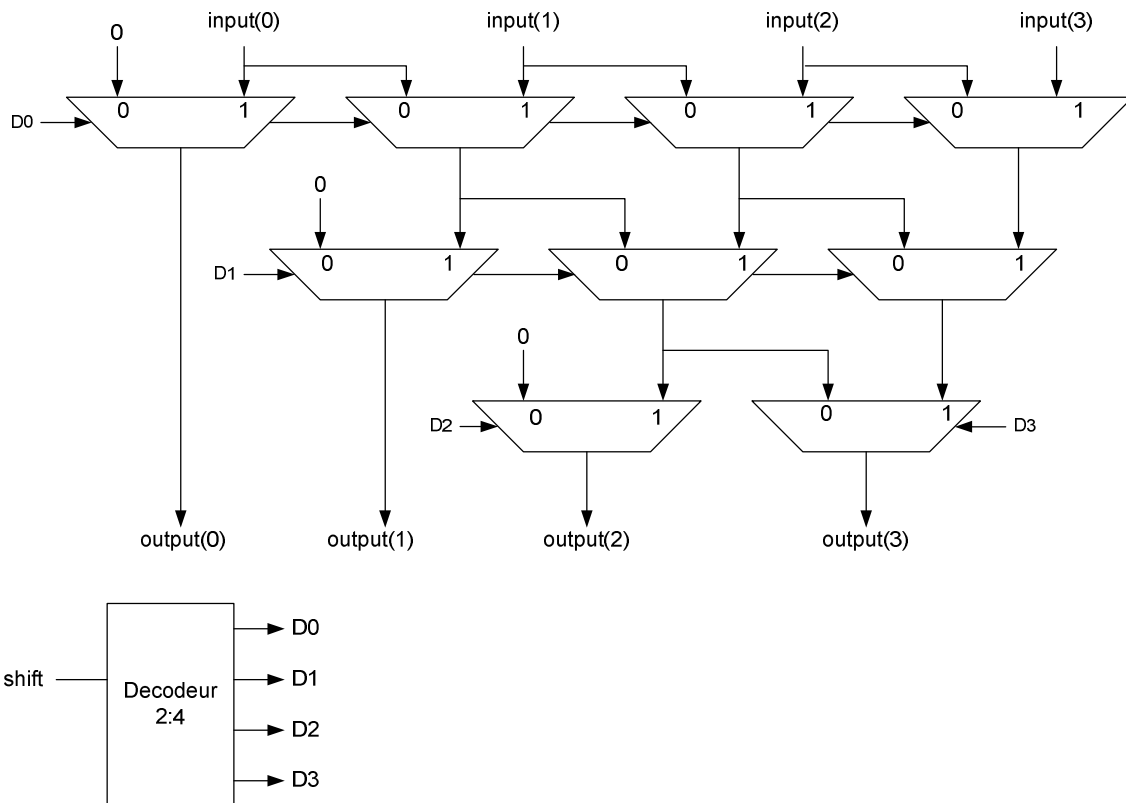 0 input(0) input(1) input(2) input(3)
D0 0 1 0 1 0 1 0 1
0
D1 0 1 0 1 0 1
0
D2 0 1 0 1 D3
output(0) output(1) output(2) output(3)
D0
shift Decodeur D1
2:4 D2
D3